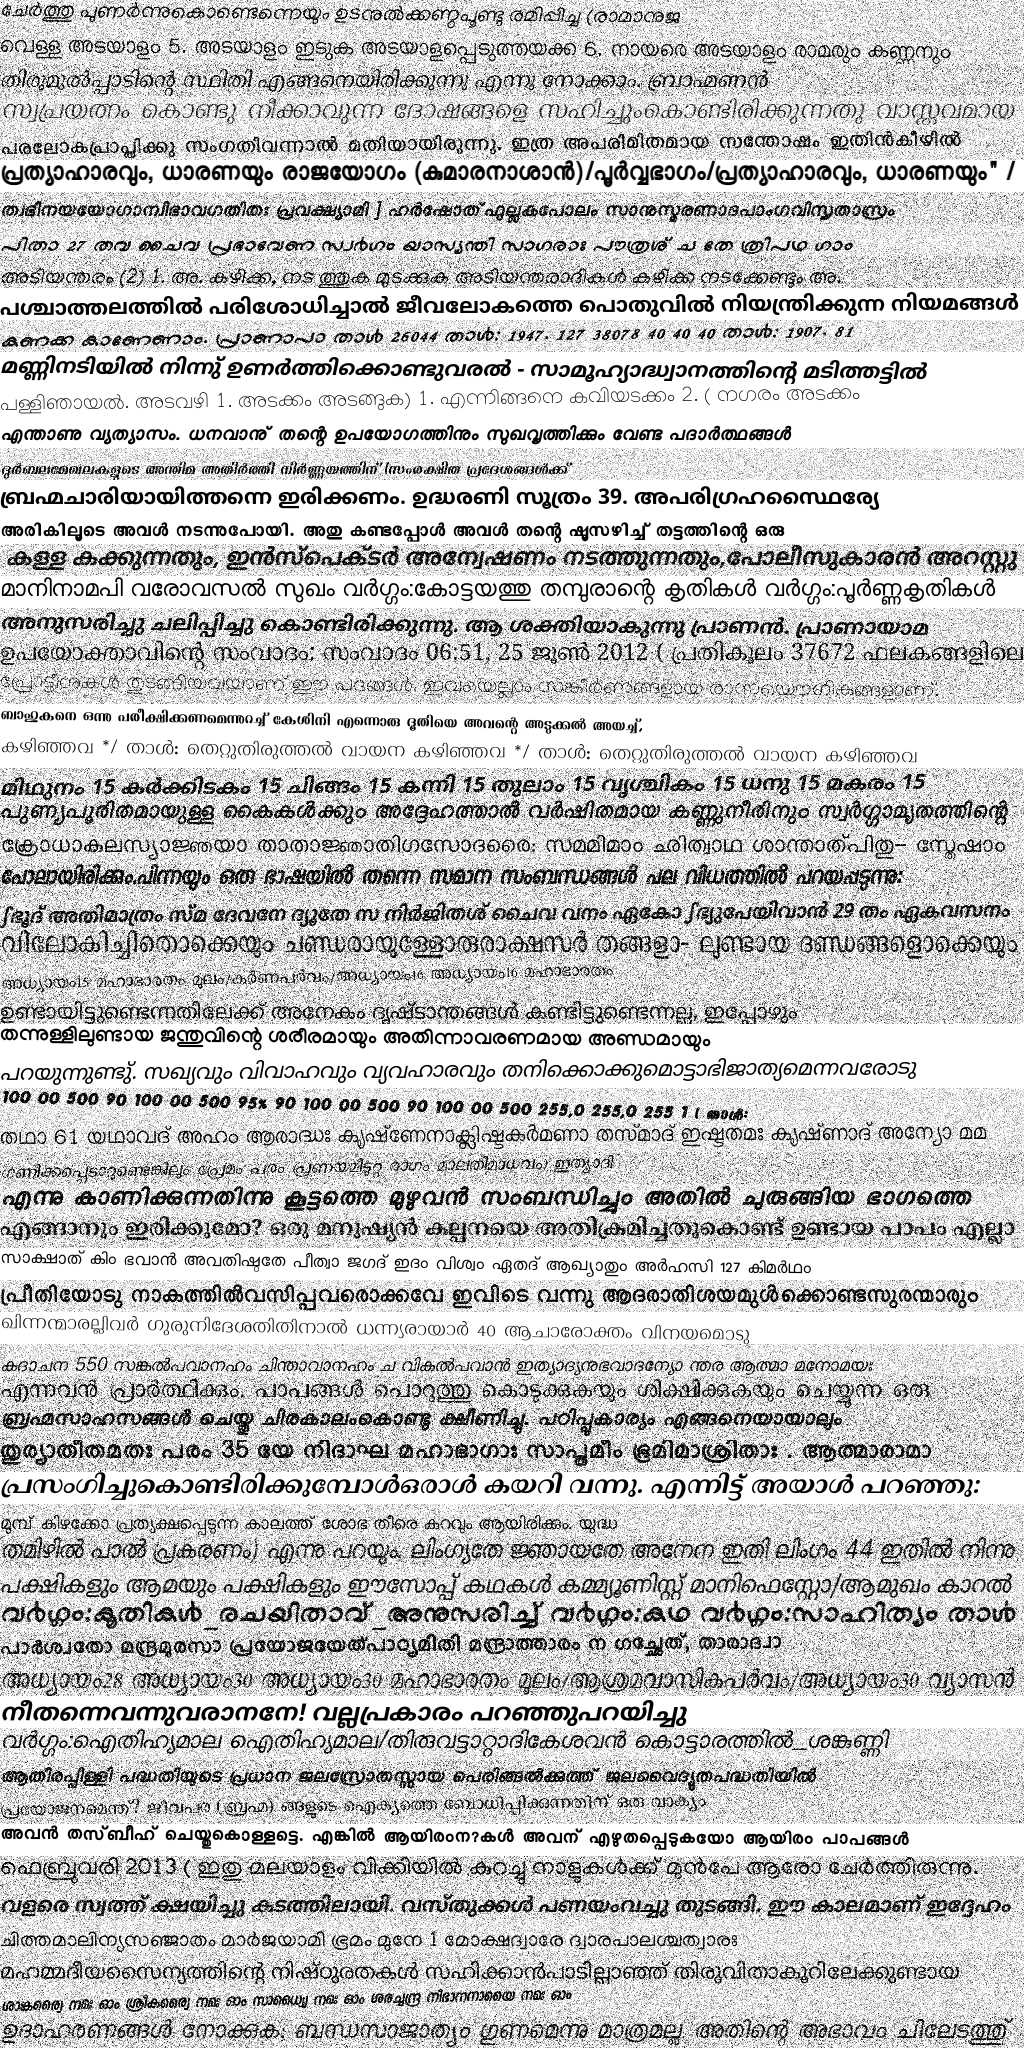 ചേർത്തു പുണർന്നുകൊണ്ടെന്നെയും ഉടനുൽക്കണ്ഠപൂണ്ടു രമിപ്പിച്ച (രാമാനുജ
വെള്ള അടയാളം 5. അടയാളം ഇടുക അടയാളപ്പെടുത്തയക്ക 6. നായരെ അടയാളം രാമരും കണ്ണനും
തിരുമുൽപ്പാടിന്റെ സ്ഥിതി എങ്ങനെയിരിക്കുന്നു എന്നു നോക്കാം. ബ്രാഹ്മണൻ
സ്വപ്രയത്നം കൊണ്ടു നീക്കാവുന്ന ദോഷങ്ങളെ സഹിച്ചുംകൊണ്ടിരിക്കുന്നതു വാസ്തവമായ
പരലോകപ്രാപ്തിക്കു സംഗതിവന്നാൽ മതിയായിരുന്നു. ഇത്ര അപരിമിതമായ സന്തോഷം ഇതിൻകീഴിൽ
പ്രത്യാഹാരവും, ധാരണയും രാജയോഗം (കുമാരനാശാൻ)/പൂർവ്വഭാഗം/പ്രത്യാഹാരവും, ധാരണയും" /
ത്വഭിനയയോഗാന്വിഭാവഗതിതഃ പ്രവക്ഷ്യാമി ] ഹർഷോത് ഫുല്ലകപോലം സാനുസ്മരണാദപാംഗവിസൃതാസ്രം
പിതാ 27 തവ ചൈവ പ്രഭാവേണ സ്വർഗം യാസ്യന്തി സാഗരാഃ പൗത്രശ് ച തേ ത്രിപഥ ഗാം
അടിയന്തരം (2) 1. അ. കഴിക്ക, നട ത്തുക മുടക്കുക അടിയന്തരാദികൾ കഴിക്ക നടക്കേണ്ടും അ.
പശ്ചാത്തലത്തിൽ പരിശോധിച്ചാൽ ജീവലോകത്തെ പൊതുവിൽ നിയന്ത്രിക്കുന്ന നിയമങ്ങൾ
കണക്ക കാണേണാം. പ്രാണാപാ താൾ 26044 താൾ: 1947. 127 38078 40 40 40 താൾ: 1907. 81
മണ്ണിനടിയിൽ നിന്നു് ഉണർത്തിക്കൊണ്ടുവരൽ - സാമൂഹ്യാദ്ധ്വാനത്തിന്റെ മടിത്തട്ടിൽ
പള്ളിഞായൽ. അടവഴി 1. അടക്കം അടങ്ങുക) 1. എന്നിങ്ങനെ കവിയടക്കം 2. ( നഗരം അടക്കം
എന്താണു വ്യത്യാസം. ധനവാനു് തന്റെ ഉപയോഗത്തിനും സുഖവൃത്തിക്കും വേണ്ട പദാർത്ഥങ്ങൾ
ദുർബലമേഖലകളുടെ അന്തിമ അതിർത്തി നിർണ്ണയത്തിന് (സംരക്ഷിത പ്രദേശങ്ങൾക്ക്
ബ്രഹ്മചാരിയായിത്തന്നെ ഇരിക്കണം. ഉദ്ധരണി സൂത്രം 39. അപരിഗ്രഹസ്ഥൈര്യേ
അരികിലൂടെ അവൾ നടന്നുപോയി. അതു കണ്ടപ്പോൾ അവൾ തന്റെ ഷൂസഴിച്ച് തട്ടത്തിന്റെ ഒരു
കള്ള കക്കുന്നതും, ഇൻസ്പെക്ടർ അന്വേഷണം നടത്തുന്നതും,പോലീസുകാരൻ അറസ്റ്റു
മാനിനാമപി വരോവസൽ സുഖം വർഗ്ഗം:കോട്ടയത്തു തമ്പുരാന്റെ കൃതികൾ വർഗ്ഗം:പൂർണ്ണകൃതികൾ
അനുസരിച്ചു ചലിപ്പിച്ചു കൊണ്ടിരിക്കുന്നു. ആ ശക്തിയാകുന്നു പ്രാണൻ. പ്രാണായാമ
ഉപയോക്താവിന്റെ സംവാദം: സംവാദം 06:51, 25 ജൂൺ 2012 ( പ്രതികൂലം 37672 ഫലകങ്ങളിലെ
പ്രോട്ടീനുകൾ തുടങ്ങിയവയാണ് ഈ പദങ്ങൾ. ഇവയെല്ലാം സങ്കീർണങ്ങളായ രാസയൌഗികങ്ങളാണ്.
ബാഹുകനെ ഒന്നു പരീക്ഷിക്കണമെന്നുറച്ച് കേശിനി എന്നൊരു ദൂതിയെ അവന്റെ അടുക്കൽ അയച്ച്,
കഴിഞ്ഞവ */ താൾ: തെറ്റുതിരുത്തൽ വായന കഴിഞ്ഞവ */ താൾ: തെറ്റുതിരുത്തൽ വായന കഴിഞ്ഞവ
മിഥുനം 15 കർക്കിടകം 15 ചിങ്ങം 15 കന്നി 15 തുലാം 15 വൃശ്ചികം 15 ധനു 15 മകരം 15
പുണ്യപൂരിതമായുള്ള കൈകൾക്കും അദ്ദേഹത്താൽ വർഷിതമായ കണ്ണുനീരിനും സ്വർഗ്ഗാമൃതത്തിന്റെ
ക്രോധാകുലസ്യാജ്ഞയാ താതാജ്ഞാതിഗസോദരൈ: സമമിമാം ഛരിത്വാഥ ശാന്താത്പിതു– സ്തേഷാം
പോലായിരിക്കും.പിന്നയും ഒരു ഭാഷയിൽ തന്നെ സമാന സംബന്ധങ്ങൾ പല വിധത്തിൽ പറയപ്പടുന്നു:
ഽഭൂദ് അതിമാത്രം സ്മ ദേവനേ ദ്യൂതേ സ നിർജിതശ് ചൈവ വനം ഏകോ ഽഭ്യുപേയിവാൻ 29 തം ഏകവസനം
വിലോകിച്ചിതൊക്കെയും ചണ്ഡരായുള്ളോരുരാക്ഷസർ തങ്ങളാ- ലുണ്ടായ ദണ്ഡങ്ങളൊക്കെയും
അധ്യായം15 മഹാഭാരതം മൂലം/കർണപർവം/അധ്യായം16 അധ്യായം16 മഹാഭാരതം
ഉണ്ടായിട്ടുണ്ടെന്നതിലേക്ക് അനേകം ദൃഷ്ടാന്തങ്ങൾ കണ്ടിട്ടുണ്ടെന്നല്ല, ഇപ്പോഴും
തന്നുള്ളിലുണ്ടായ ജന്തുവിന്റെ ശരീരമായും അതിന്നാവരണമായ അണ്ഡമായും
പറയുന്നുണ്ടു്. സഖ്യവും വിവാഹവും വ്യവഹാരവും തനിക്കൊക്കുമൊട്ടാഭിജാത്യമെന്നവരോടു
100 00 500 90 100 00 500 95% 90 100 00 500 90 100 00 500 255,0 255,0 255 1 ( താൾ:
തഥാ 61 യഥാവദ് അഹം ആരാദ്ധഃ കൃഷ്ണേനാക്ലിഷ്ടകർമണാ തസ്മാദ് ഇഷ്ടതമഃ കൃഷ്ണാദ് അന്യോ മമ
ഗണിക്കപ്പെടാറുണ്ടെങ്കിലും പ്രേമം പരം പ്രണയമിട്ടറ്റ രാഗം മാലതീമാധവം) ഇത്യാദി
എന്നു കാണിക്കുന്നതിന്നു കൂട്ടത്തെ മുഴുവൻ സംബന്ധിച്ചും അതിൽ ചുരുങ്ങിയ ഭാഗത്തെ
എങ്ങാനും ഇരിക്കുമോ? ഒരു മനുഷ്യൻ കല്പനയെ അതിക്രമിച്ചതുകൊണ്ട് ഉണ്ടായ പാപം എല്ലാ
സാക്ഷാത് കിം ഭവാൻ അവതിഷ്ഠതേ പീത്വാ ജഗദ് ഇദം വിശ്വം ഏതദ് ആഖ്യാതും അർഹസി 127 കിമർഥം
പ്രീതിയോടു നാകത്തിൽവസിപ്പവരൊക്കവേ ഇവിടെ വന്നു ആദരാതിശയമുൾക്കൊണ്ടസുരന്മാരും
ഖിന്നന്മാരല്ലിവർ ഗുരുനിദേശതിതിനാൽ ധന്ന്യരായാർ 40 ആചാരോക്തം വിനയമൊടു
കദാചന 550 സങ്കൽപവാനഹം ചിന്താവാനഹം ച വികൽപവാൻ ഇത്യാദ്യനുഭവാദന്യോ ന്തര ആത്മാ മനോമയഃ
എന്നവൻ പ്രാർത്ഥിക്കും. പാപങ്ങൾ പൊറുത്തു കൊടുക്കുകയും ശിക്ഷിക്കുകയും ചെയ്യുന്ന ഒരു
ബ്രഹ്മസാഹസങ്ങൾ ചെയ്തു ചിരകാലംകൊണ്ടു ക്ഷീണിച്ചു. പഠിപ്പുകാര്യം എങ്ങനെയായാലും
തുര്യാതീതമതഃ പരം 35 യേ നിദാഘ മഹാഭാഗാഃ സാപ്തമീം ഭൂമിമാശ്രിതാഃ . ആത്മാരാമാ
പ്രസംഗിച്ചുകൊണ്ടിരിക്കുമ്പോൾഒരാൾ കയറി വന്നു. എന്നിട്ട് അയാൾ പറഞ്ഞു:
മുമ്പ് കിഴക്കോ പ്രത്യക്ഷപ്പെടുന്ന കാലത്ത് ശോഭ തീരെ കുറവും ആയിരിക്കും. യുദ്ധ
തമിഴിൽ പാൽ പ്രകരണം) എന്നു പറയും. ലിംഗ്യതേ ജ്ഞായതേ അനേന ഇതി ലിംഗം 44 ഇതിൽ നിന്നു
പക്ഷികളും ആമയും പക്ഷികളും ഈസോപ്പ് കഥകൾ കമ്മ്യൂണിസ്റ്റ് മാനിഫെസ്റ്റോ/ആമുഖം കാറൽ
വർഗ്ഗം:കൃതികൾ_രചയിതാവ്_അനുസരിച്ച് വർഗ്ഗം:കഥ വർഗ്ഗം:സാഹിത്യം താൾ
പാർശ്വതോ മന്ദ്രമുരസാ പ്രയോജയേത്പാഠ്യമിതി മന്ദ്രാത്താരം ന ഗച്ഛേത്, താരാദ്വാ
അധ്യായം28 അധ്യായം30 അധ്യായം30 മഹാഭാരതം മൂലം/ആശ്രമവാസികപർവം/അധ്യായം30 വ്യാസൻ
നീതന്നെവന്നുവരാനനേ! വല്ലപ്രകാരം പറഞ്ഞുപറയിച്ചു
വർഗ്ഗം:ഐതിഹ്യമാല ഐതിഹ്യമാല/തിരുവട്ടാറ്റാദികേശവൻ കൊട്ടാരത്തിൽ_ശങ്കുണ്ണി
ആതിരപ്പിള്ളി പദ്ധതിയുടെ പ്രധാന ജലസ്രോതസ്സായ പെരിങ്ങൽക്കുത്ത് ജലവൈദ്യുതപദ്ധതിയിൽ
പ്രയോജനമെന്ത്? ജീവപര (ബ്രഹ്മ) ങ്ങളുടെ ഐക്യത്തെ ബോധിപ്പിക്കുന്നതിന് ഒരു വാക്യം
അവൻ തസ്ബീഹ് ചെയ്തുകൊള്ളട്ടെ. എങ്കിൽ ആയിരംന?കൾ അവന് എഴുതപ്പെടുകയോ ആയിരം പാപങ്ങൾ
ഫെബ്രുവരി 2013 ( ഇതു മലയാളം വിക്കിയിൽ കുറച്ചു നാളുകൾക്ക് മുൻപേ ആരോ ചേർത്തിരുന്നു.
വളരെ സ്വത്ത് ക്ഷയിച്ചു കടത്തിലായി. വസ്തുക്കൾ പണയംവച്ചു തുടങ്ങി. ഈ കാലമാണ് ഇദ്ദേഹം
ചിത്തമാലിന്യസഞ്ജാതം മാർജയാമി ഭ്രമം മുനേ 1 മോക്ഷദ്വാരേ ദ്വാരപാലശ്ചത്വാരഃ
മഹമ്മദീയസൈന്യത്തിന്റെ നിഷ്ഠുരതകൾ സഹിക്കാൻപാടില്ലാഞ്ഞ് തിരുവിതാകൂറിലേക്കുണ്ടായ
ശാങ്കര്യൈ നമഃ ഓം ശ്രീകര്യൈ നമഃ ഓം സാധ്വ്യൈ നമഃ ഓം ശരച്ചന്ദ്ര നിഭാനനായൈ നമഃ ഓം
ഉദാഹരണങ്ങൾ നോക്കുക; ബന്ധസാജാത്യം ഗുണമെന്നു മാത്രമല്ല, അതിന്റെ അഭാവം ചിലേടത്തു്